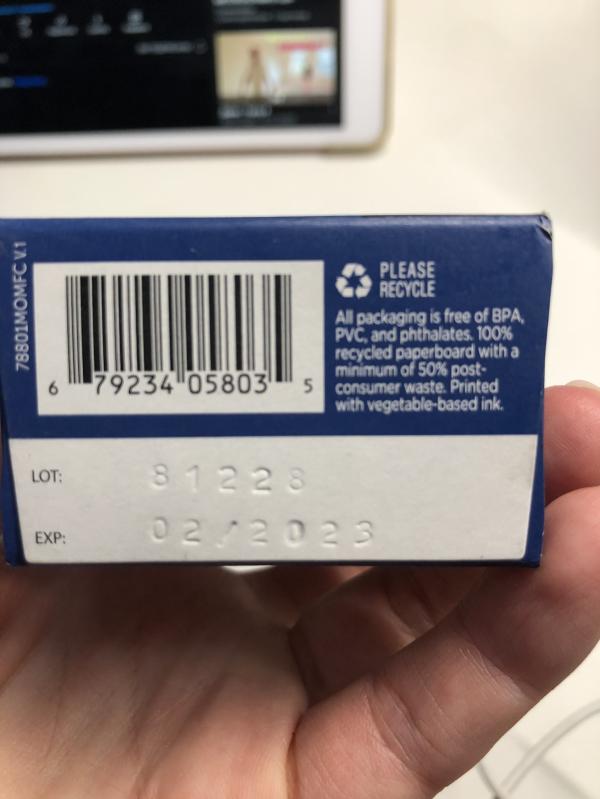 78801MOMFC V.1
6 79234 05803 5
PLEASE
RECYCLE
All packaging is free of BPA,
PVC, and phthalates. 100%
recycled paperboard with a
minimum of 50% post-
consumer waste. Printed
with vegetable-based ink.
LOT: 81228
EXP: 02/2023